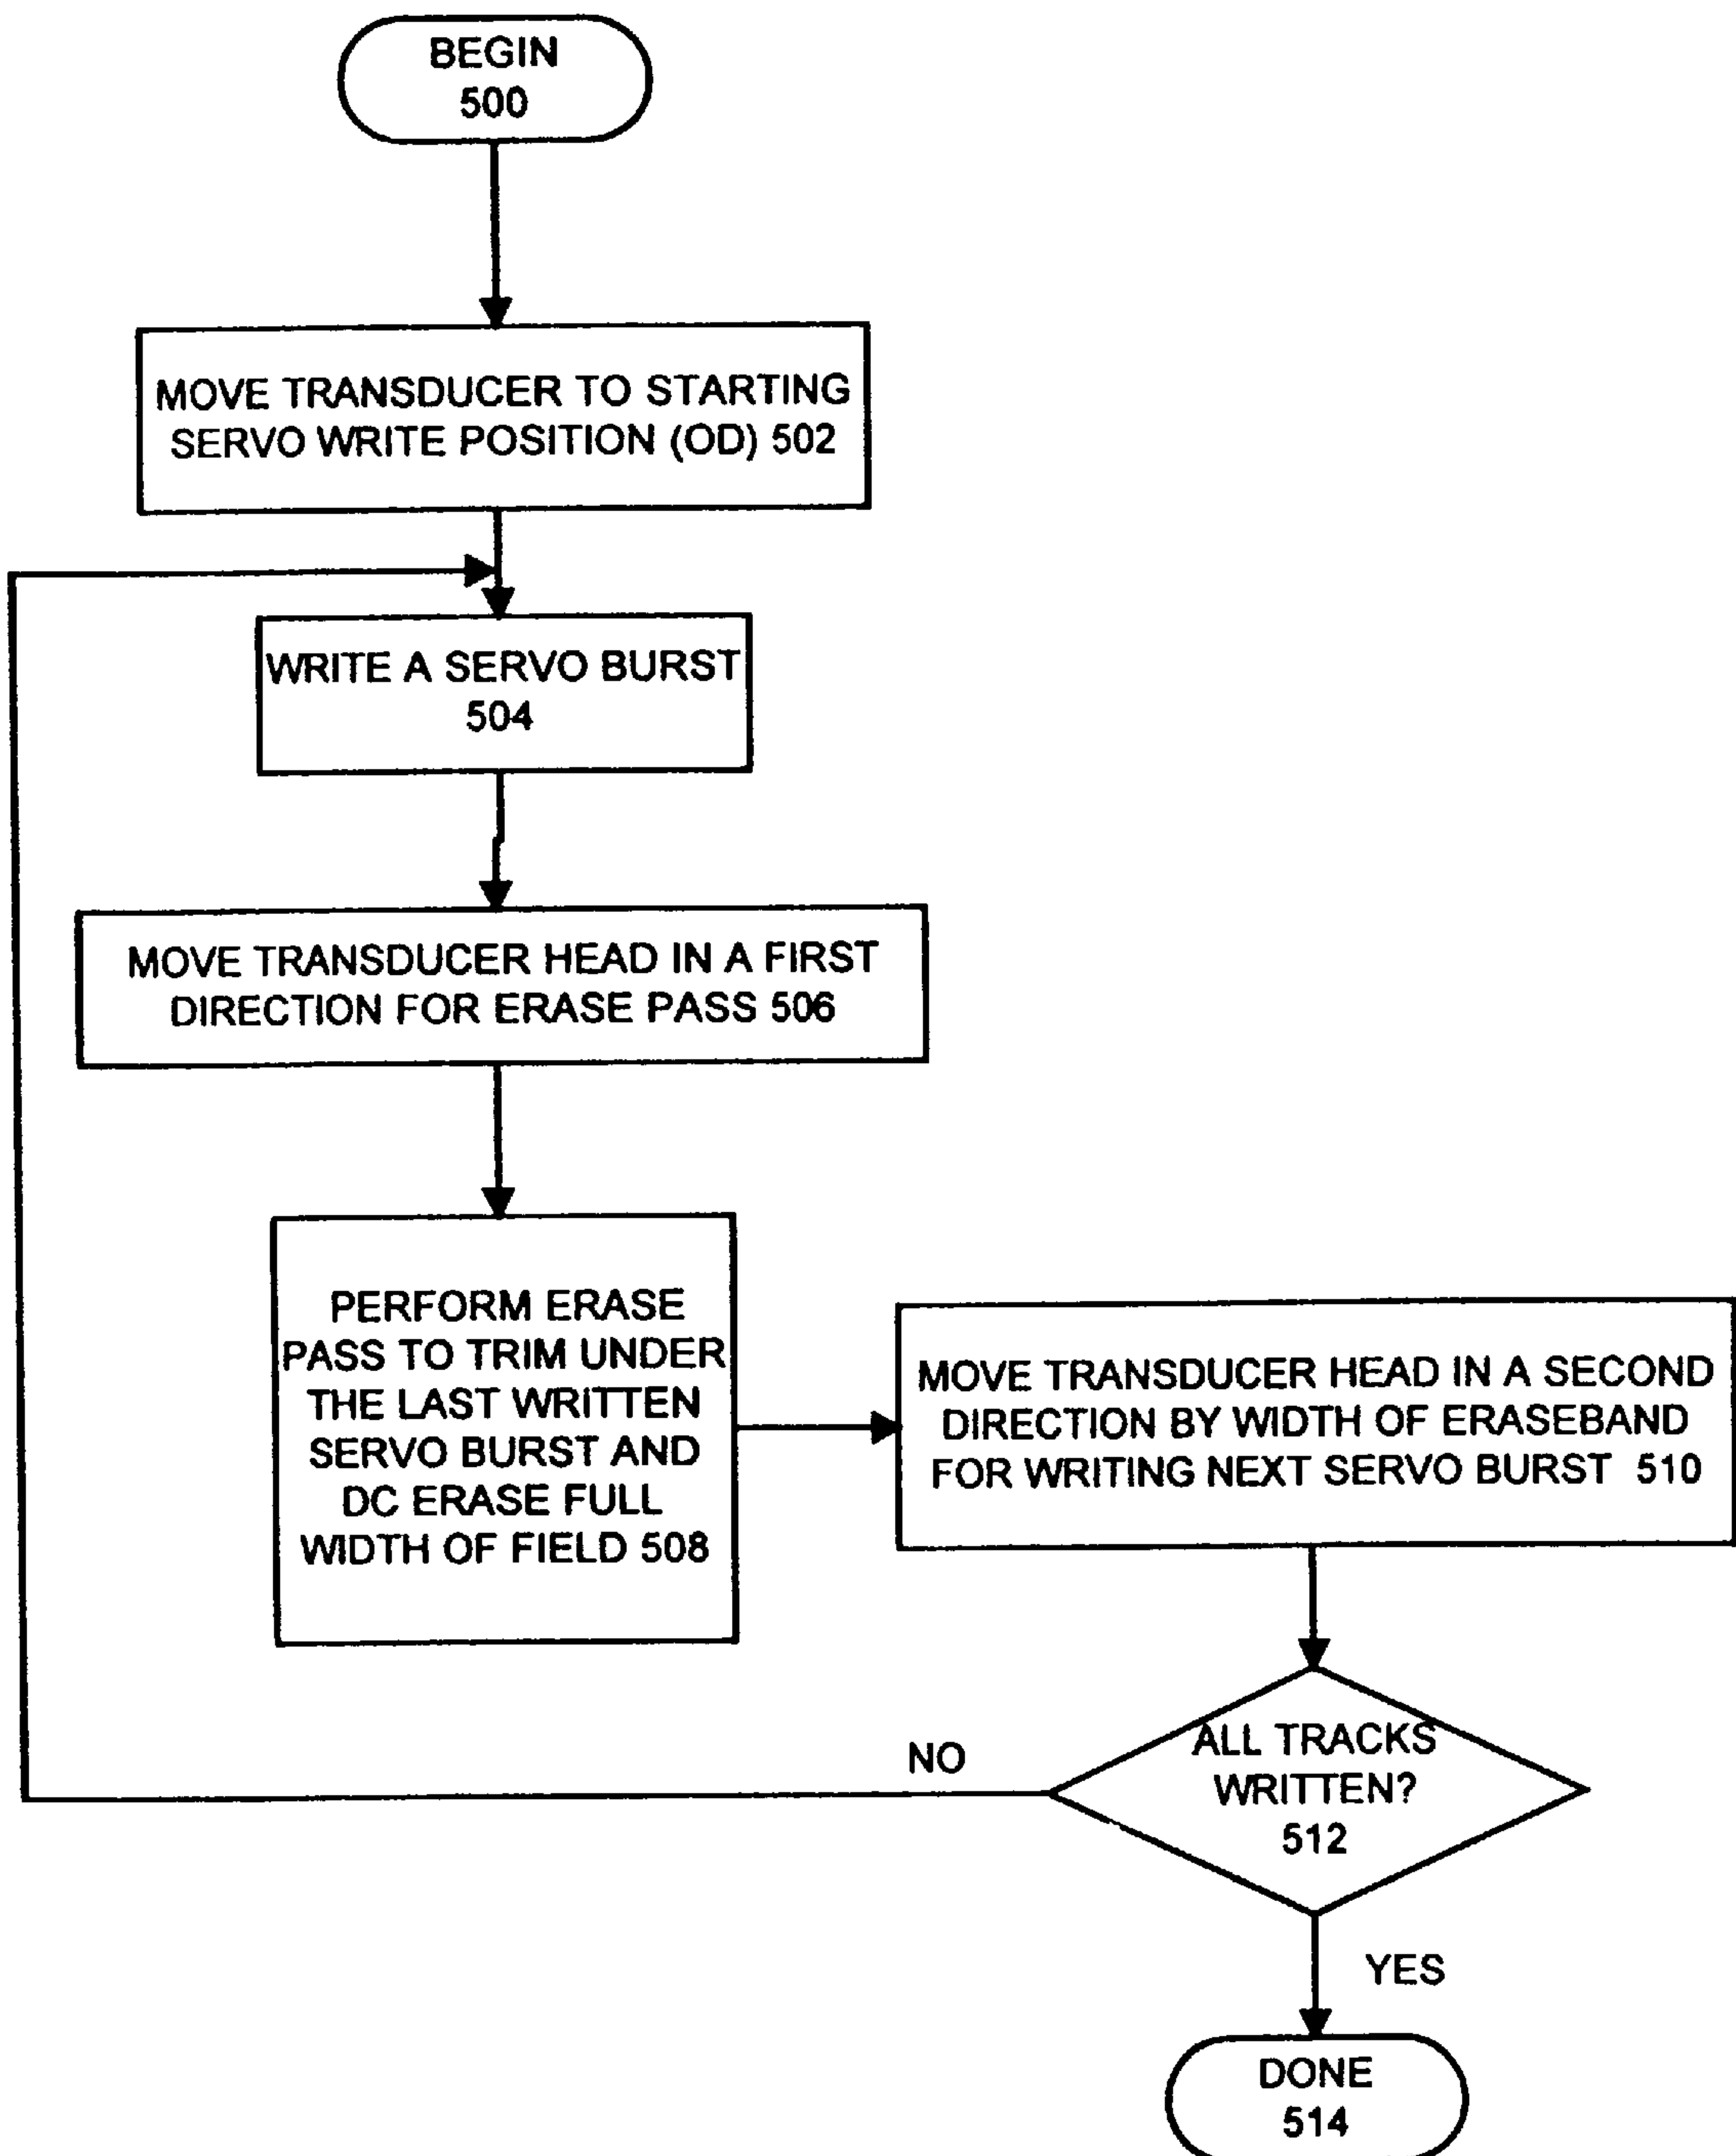 BEGIN
500
MOVE TRANSDUCER TO STARTING
SERVO WRITE POSITION (OD) 502
WRITE A SERVO BURST
504
MOVE TRANSDUCER HEAD IN A FIRST
DIRECTION FOR ERASE PASS 506
PERFORM ERASE
PASS TO TRIM UNDER
THE LAST WRITTEN
SERVO BURST AND
DC ERASE FULL
WIDTH OF FIELD 508
MOVE TRANSDUCER HEAD IN A SECOND
DIRECTION BY WIDTH OF ERASEBAND
FOR WRITING NEXT SERVO BURST 510
ALL TRACKS
WRITTEN?
512
NO
YES
DONE
514